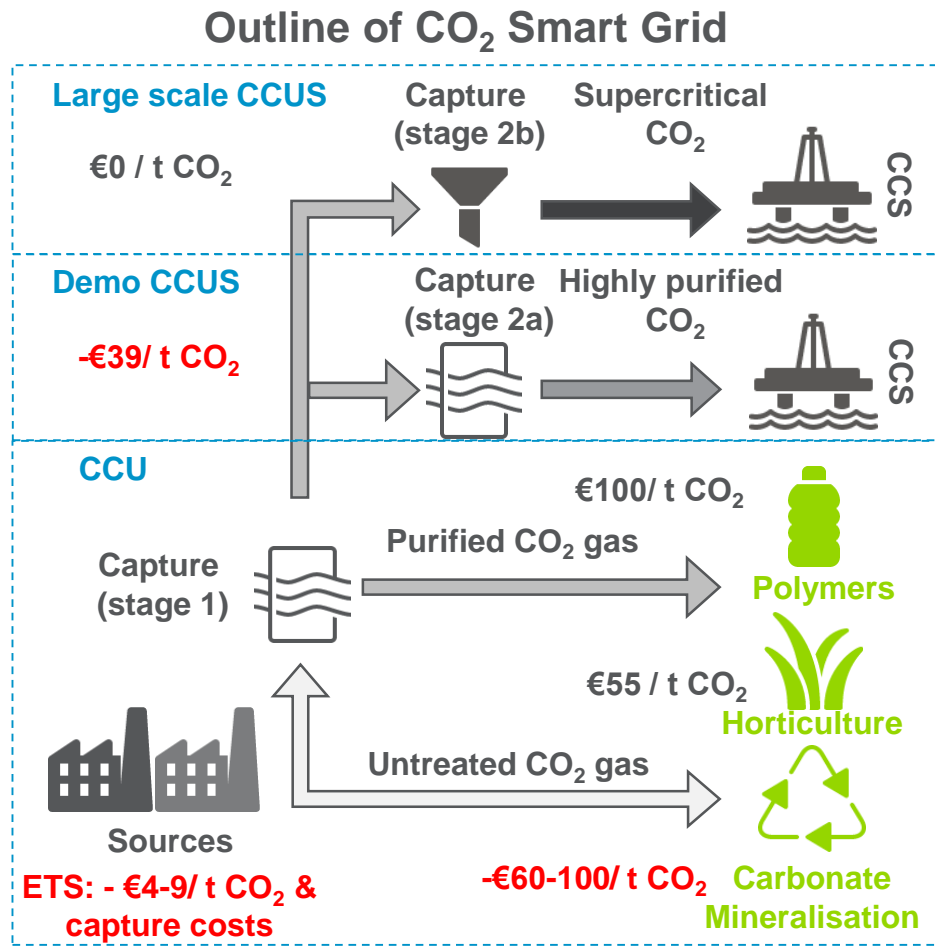 Outline of CO₂ Smart Grid
Large scale CCUS
€0 / t CO₂
Capture
(stage 2b)
Supercritical
CO₂
CCS
Demo CCUS
-€39/ t CO₂
Capture
(stage 2a)
Highly purified
CO₂
CCS
CCU
€100/ t CO₂
Capture
(stage 1)
Purified CO₂ gas
Polymers
€55 / t CO₂
Horticulture
Untreated CO₂ gas
Sources
ETS: - €4-9/ t CO₂ &
capture costs
-€60-100/ t CO₂
Carbonate
Mineralisation